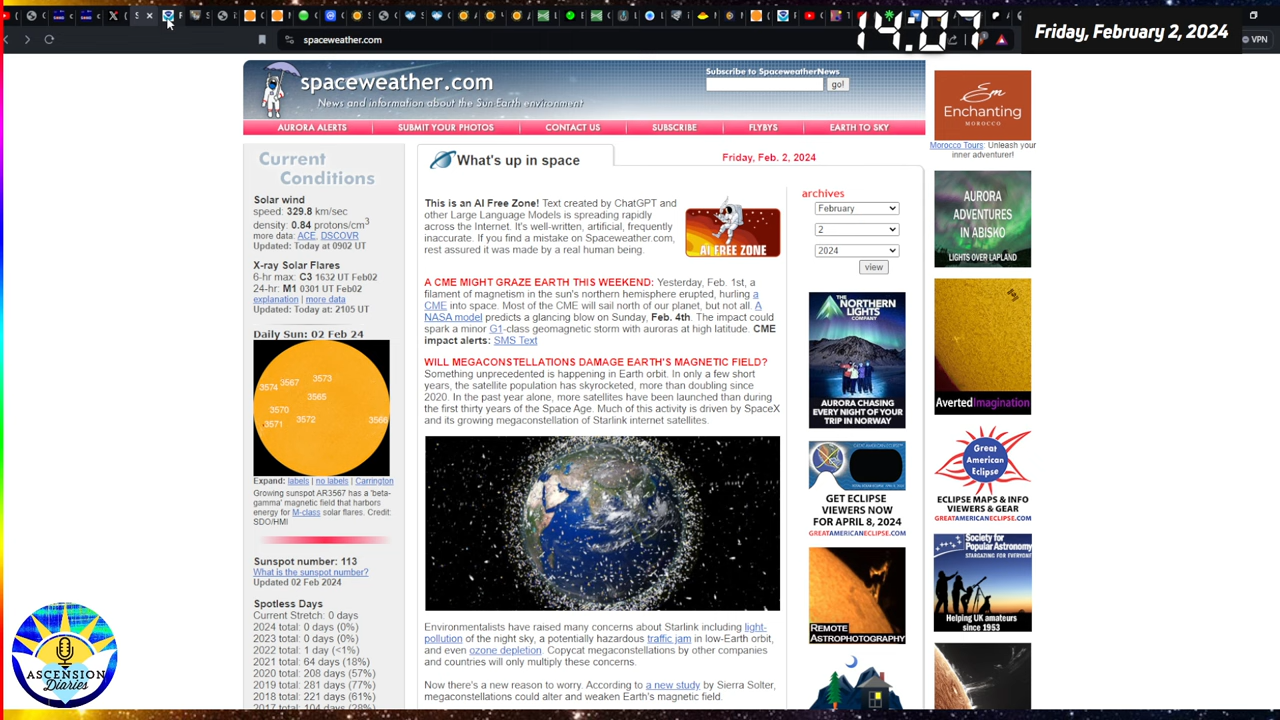 14:07
Friday, February 2, 2024
spaceweather.com
VPN
spaceweather.com
News and information about the Sun Earth environment
Subscribe to SpaceweatherNews
go!
AURORA ALERTS
SUBMIT YOUR PHOTOS
CONTACT US
SUBSCRIBE
FLYBYS
EARTH TO SKY
Current
Conditions
Solar wind
speed: 329.8 km/sec
density: 0.84 protons/cm3
more data: ACE, DSCOVR
Updated: Today at 0902 UT
X-ray Solar Flares
6-hr max: C3 1632 UT Feb02
24-hr: M1 0301 UT Feb02
explanation | more data
Updated: Today at: 2105 UT
Daily Sun: 02 Feb 24
3574
3567
3573
3565
3570
3572
3571
3566
Expand: labels | no labels | Carrington
Growing sunspot AR3567 has a 'beta-
gamma' magnetic field that harbors
energy for M-class solar flares. Credit:
SDO/HMI
Sunspot number: 113
What is the sunspot number?
Updated 02 Feb 2024
Spotless Days
Current Stretch: 0 days
2024 total: 0 days (0%)
2023 total: 0 days (0%)
2022 total: 1 day (<1%)
2021 total: 64 days (18%)
2020 total: 208 days (57%)
2019 total: 281 days (77%)
2018 total: 221 days (61%)
2017 total: 104 days (28%)
What's up in space
Friday, Feb. 2, 2024
This is an AI Free Zone! Text created by ChatGPT and
other Large Language Models is spreading rapidly
across the Internet. It's well-written, artificial, frequently
inaccurate. If you find a mistake on Spaceweather.com,
rest assured it was made by a real human being.
AI FREE ZONE
A CME MIGHT GRAZE EARTH THIS WEEKEND: Yesterday, Feb. 1st, a
filament of magnetism in the sun's northern hemisphere erupted, hurling a
CME into space. Most of the CME will sail north of our planet, but not all. A
NASA model predicts a glancing blow on Sunday, Feb. 4th. The impact could
spark a minor G1-class geomagnetic storm with auroras at high latitude. CME
impact alerts: SMS Text
WILL MEGACONSTELLATIONS DAMAGE EARTH'S MAGNETIC FIELD?
Something unprecedented is happening in Earth orbit. In only a few short
years, the satellite population has skyrocketed, more than doubling since
2020. In the past year alone, more satellites have been launched than during
the first thirty years of the Space Age. Much of this activity is driven by SpaceX
and its growing megaconstellation of Starlink internet satellites.
Environmentalists have raised many concerns about Starlink including light-
pollution of the night sky, a potentially hazardous traffic jam in low-Earth orbit,
and even ozone depletion. Copycat megaconstellations by other companies
and countries will only multiply these concerns.
Now there's a new reason to worry. According to a new study by Sierra Solter,
megaconstellations could alter and weaken Earth's magnetic field.
archives
February
2
2024
view
THE
NORTHERN
LIGHTS
COMPANY
AURORA CHASING
EVERY NIGHT OF YOUR
TRIP IN NORWAY
GET ECLIPSE
VIEWERS NOW
FOR APRIL 8, 2024
GREATAMERICANECLIPSE.COM
REMOTE
ASTROPHOTOGRAPHY
Em
Enchanting
MOROCCO
Morocco Tours: Unleash your
inner adventurer!
AURORA
ADVENTURES
IN ABISKO
LIGHTS OVER LAPLAND
AvertedImagination
Great
American
Eclipse
ECLIPSE MAPS & INFO
VIEWERS & GEAR
GREATAMERICANECLIPSE.COM
Society for
Popular Astronomy
STARGAZING FOR EVERYONE
Helping UK amateurs
since 1953
ASCENSION
Diaries